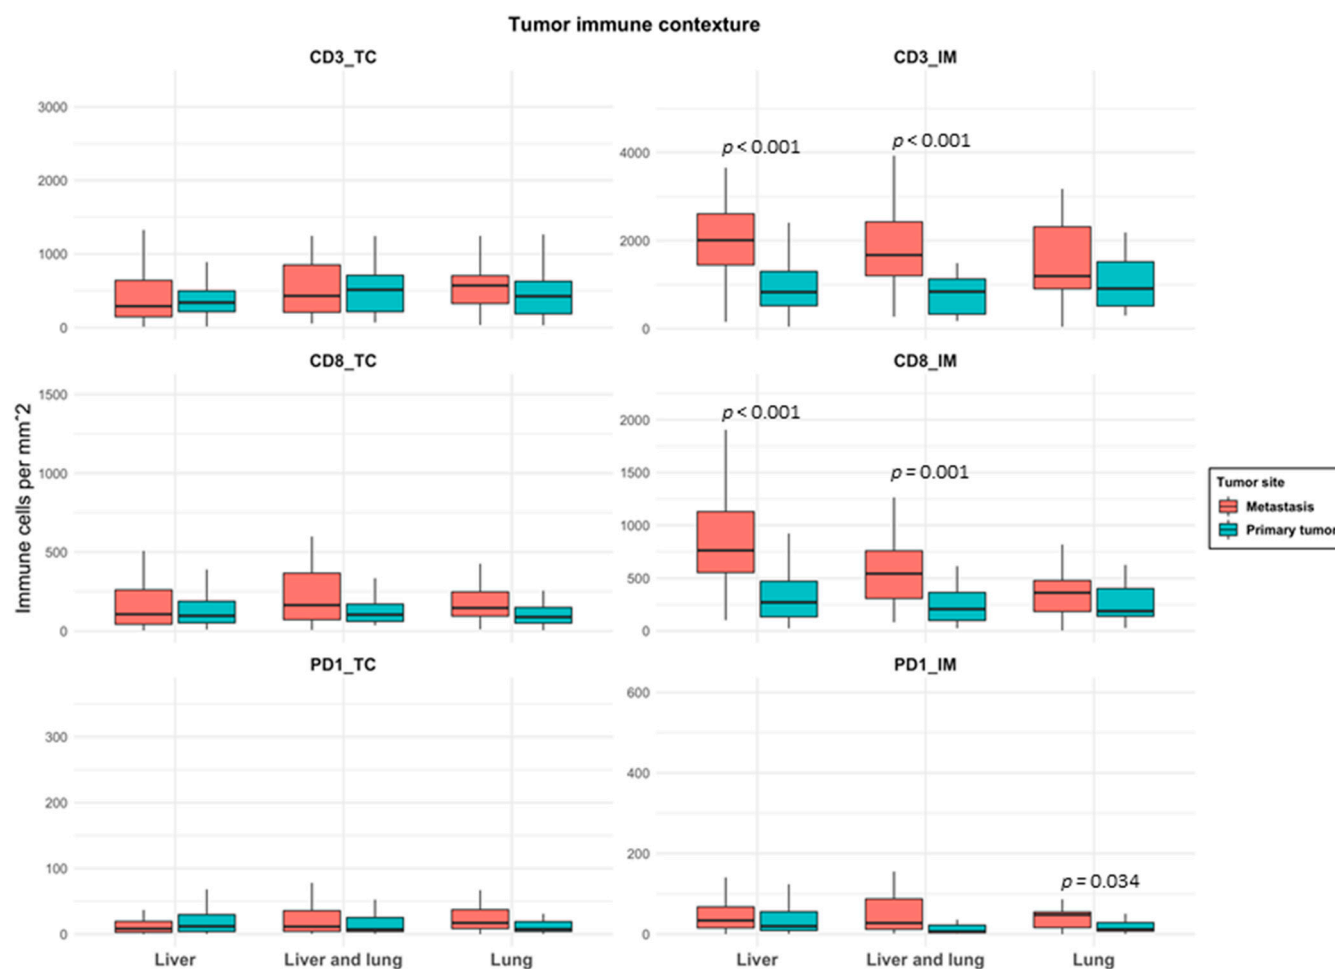 Tumor immune contexture
CD3_TC
CD3_IM
3000
2000
1000
0
4000
2000
0
p < 0.001
p < 0.001
CD8_TC
CD8_IM
Immune cells per mm^2
1500
1000
500
0
2000
1500
1000
500
0
p < 0.001
p = 0.001
Tumor site
Metastasis
Primary tumor
PD1_TC
PD1_IM
300
200
100
0
600
400
200
0
p = 0.034
Liver
Liver and lung
Lung
Liver
Liver and lung
Lung